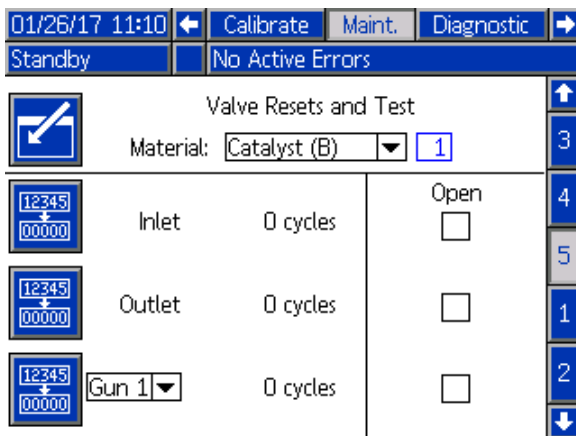 01/26/17 11:10 Calibrate Maint. Diagnostic
Standby No Active Errors
Valve Resets and Test
Material: Catalyst (B) 1
3
12345
00000
Inlet 0 cycles Open
4
5
12345
00000
Outlet 0 cycles
1
12345
00000
Gun 1 0 cycles
2